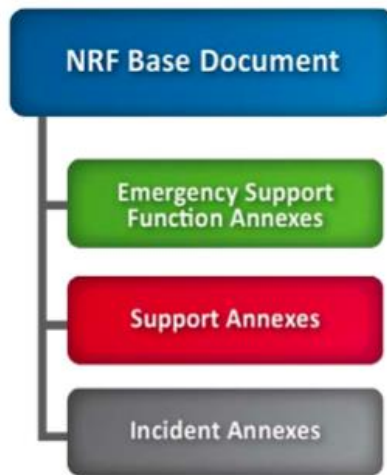 NRF Base Document
Emergency Support
Function Annexes
Support Annexes
Incident Annexes